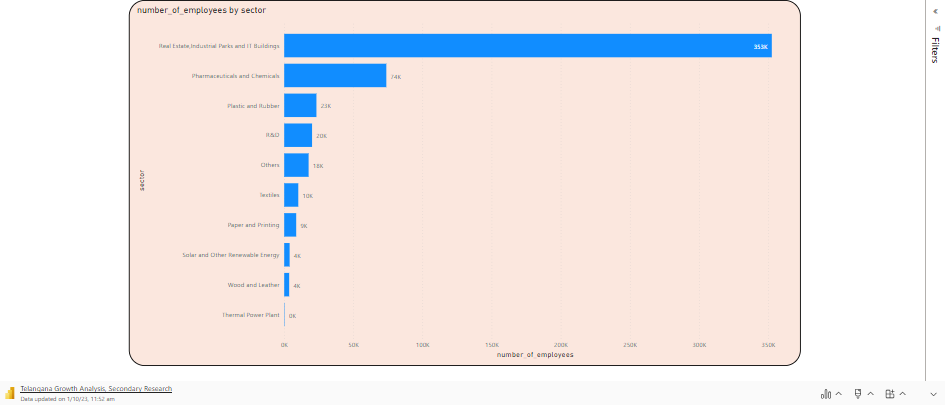 number_of_employees by sector
Real Estate,Industrial Parks and IT Buildings
353K
Pharmaceuticals and Chemicals
74K
Plastic and Rubber
23K
R&D
20K
Others
18K
Textiles
10K
Paper and Printing
9K
Solar and Other Renewable Energy
4K
Wood and Leather
4K
Thermal Power Plant
0K
sector
0K 50K 100K 150K 200K 250K 300K 350K
number_of_employees
Filters
Telangana Growth Analysis, Secondary Research
Data updated on 1/10/23, 11:52 am